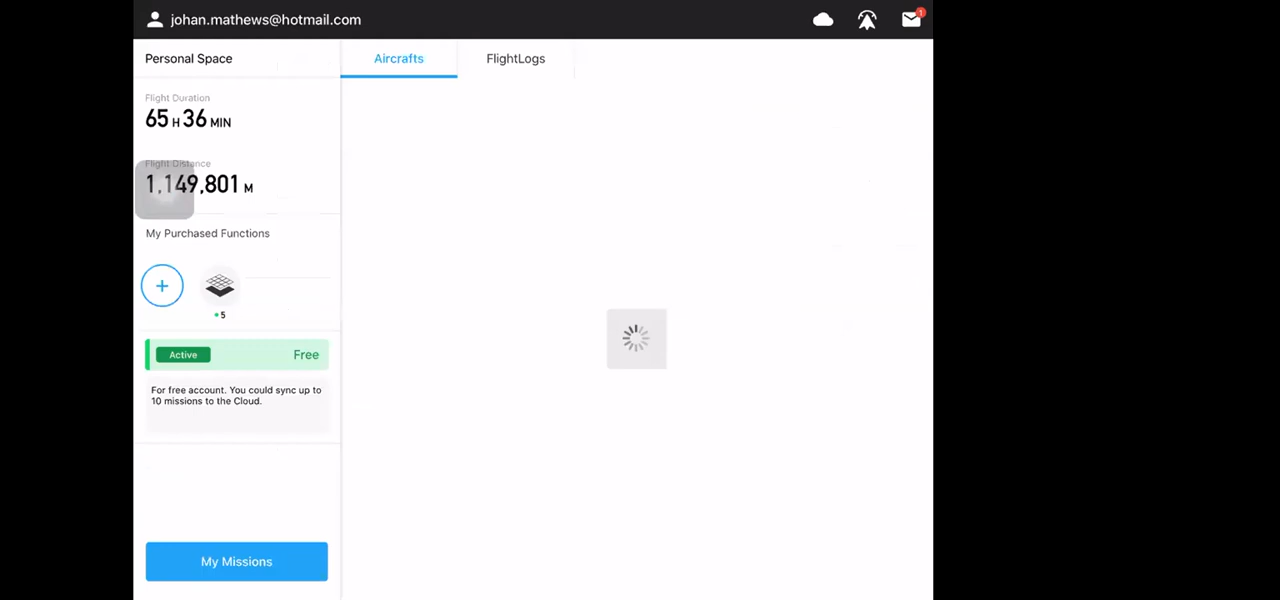 johan.mathews@hotmail.com
1
Personal Space
Aircrafts
FlightLogs
Flight Duration
65 H 36 MIN
Flight Distance
1,149,801 M
My Purchased Functions
+
5
Active
Free
For free account. You could sync up to
10 missions to the Cloud.
My Missions